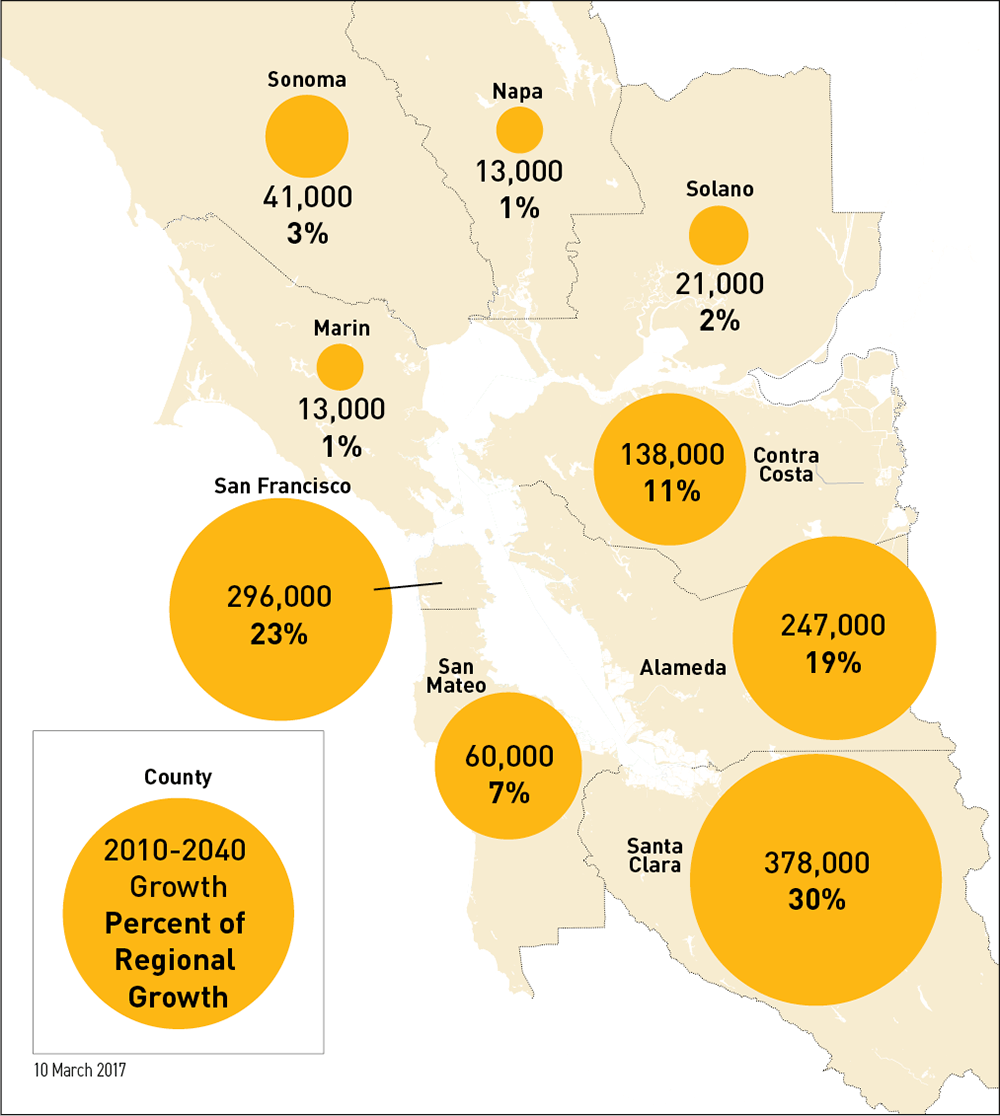 Sonoma
41,000
3%
Napa
13,000
1%
Solano
21,000
2%
Marin
13,000
1%
138,000
11%
Contra
Costa
San Francisco
296,000
23%
247,000
19%
Alameda
San
Mateo
60,000
7%
Santa
Clara
378,000
30%
County
2010-2040
Growth
Percent of
Regional
Growth
10 March 2017